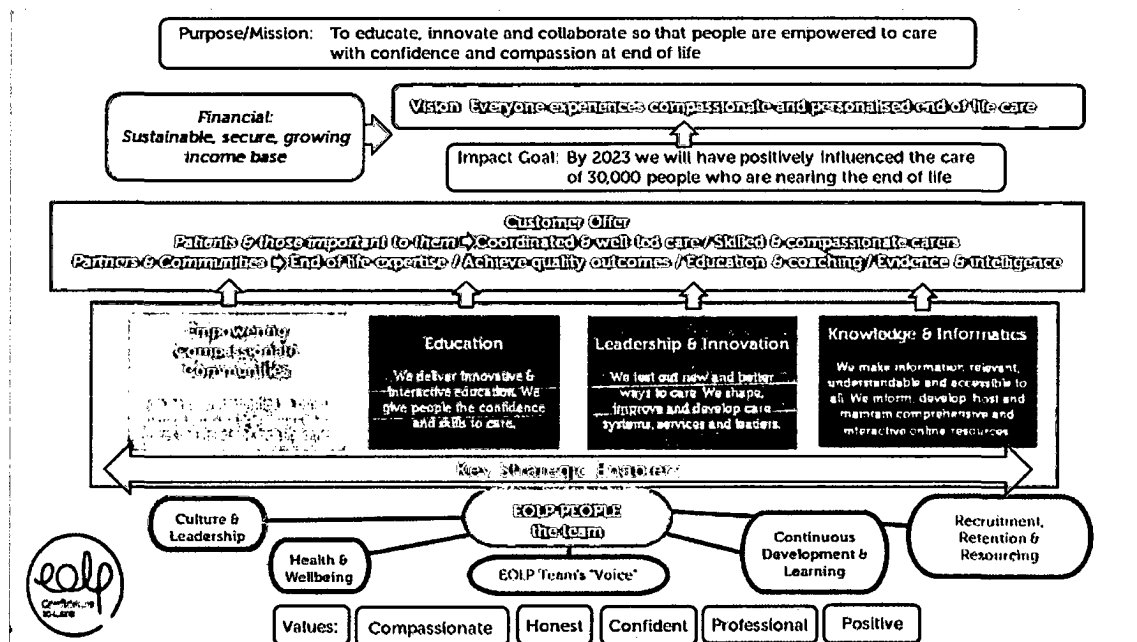 Purpose/Mission: To educate, innovate and collaborate so that people are empowered to care
with confidence and compassion at end of life
Financal:
Sustainable, secure, growing
income base
Vision Everyone experiences compassionate and personalised end of life care
Impact Goal: By 2023 we will have positively influenced the care
of 30,000 people who are nearing the end of life
Customer Offer
Patients & those important to them ⇨ Coordinated & well led care / Skilled & compassionate carers
Partners & Communities ⇨ End of life expertise / Achieve quality outcomes / Education & coaching / Evidence & intelligence
Empowering
compassionate
communities
Education
We deliver innovative &
interactive education. We
give people the confidence
and skills to care.
Leadership & Innovation
We test out new and better
ways to care. We shape,
improve and develop care
systems, services and leaders.
Knowledge & Informatics
We make information relevant,
understandable and accessible to
all. We inform, develop, host and
maintain comprehensive and
interactive online resources
Key Strategic Enablers
EOLP PEOPLE
the team
Culture &
Leadership
Health &
Wellbeing
EOLP Team's "Voice"
Continuous
Development &
Learning
Recruitment,
Retention &
Resourcing
eolp
Confidence
to Care
Values: Compassionate Honest Confident Professional Positive